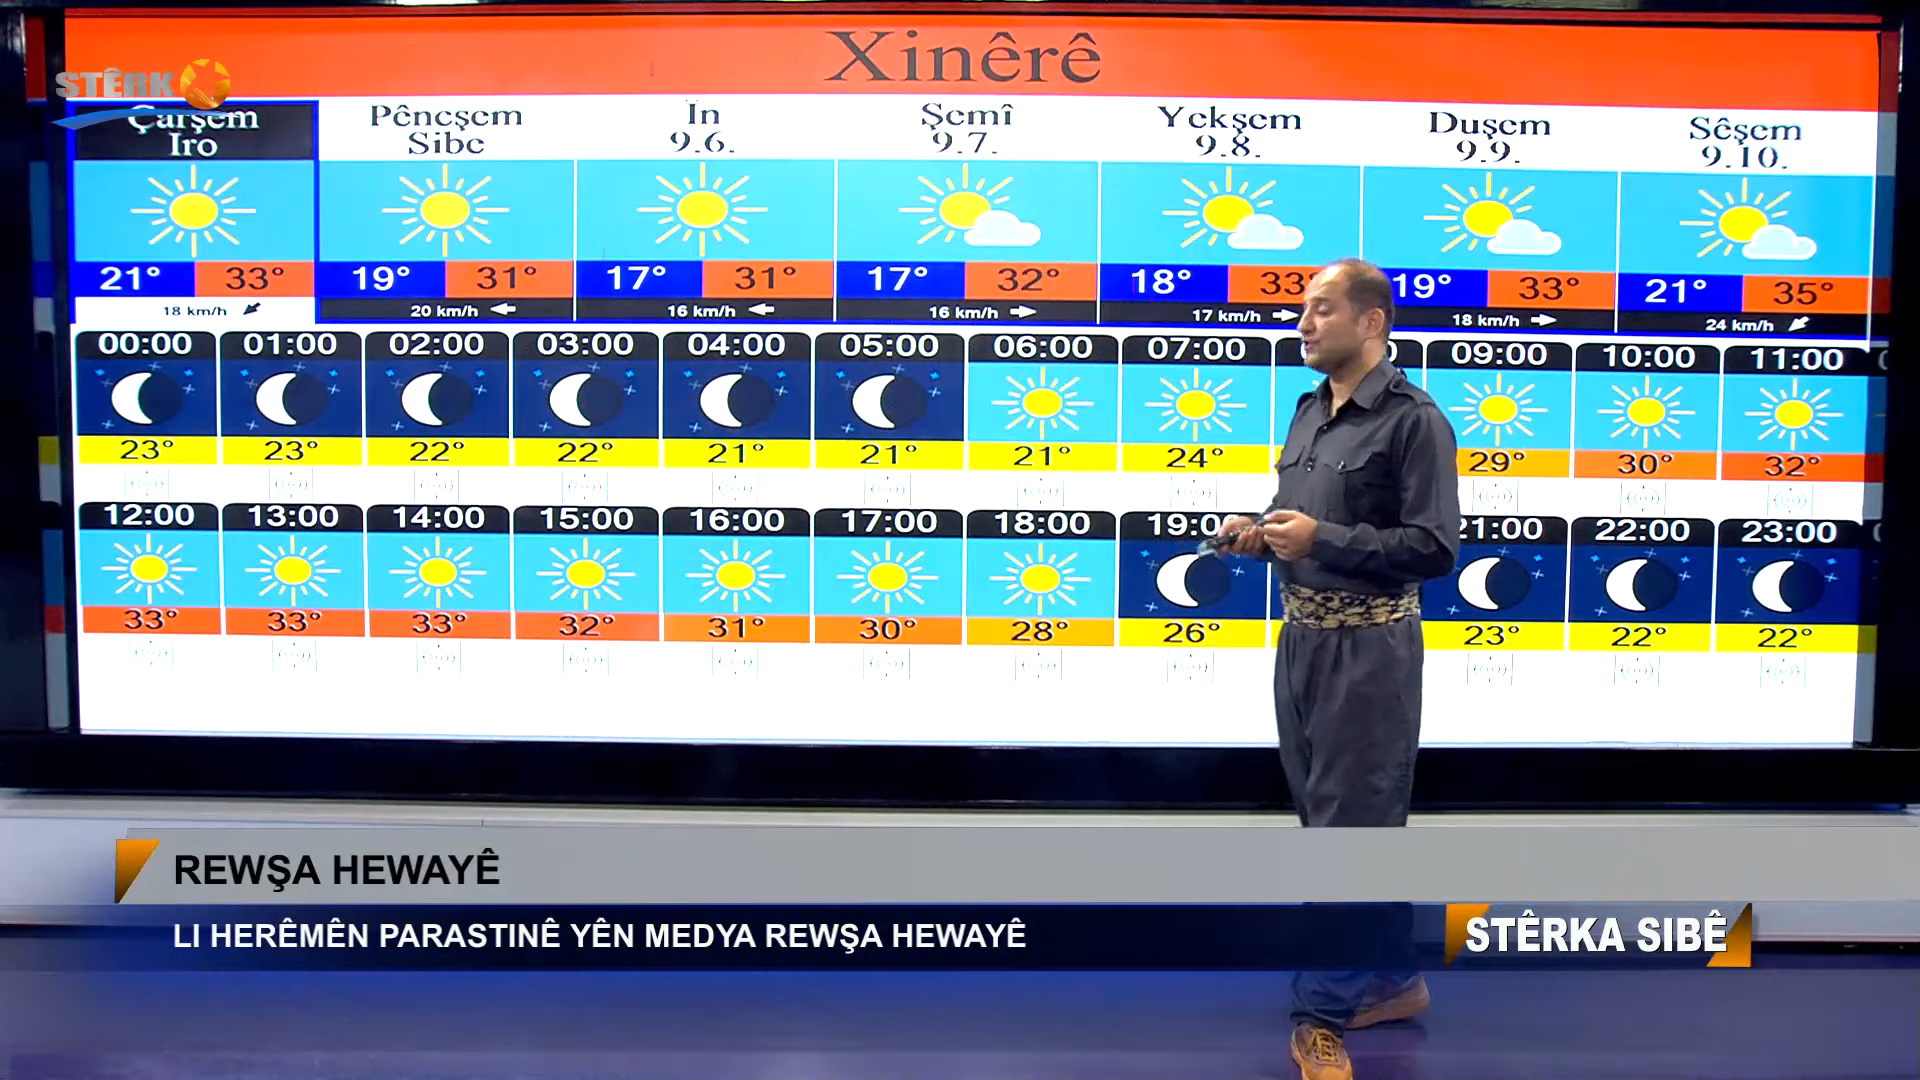 Xinêrê
STÊRK
Çarşem Pêncşem În Şemî Yekşem Duşem Sêşem
Iro Sibe 9.6. 9.7. 9.8. 9.9. 9.10.
21° 33° 19° 31° 17° 31° 17° 32° 18° 33° 19° 33° 21° 35°
18 km/h 20 km/h 16 km/h 16 km/h 17 km/h 18 km/h 24 km/h
00:00 01:00 02:00 03:00 04:00 05:00 06:00 07:00 09:00 10:00 11:00
23° 23° 22° 22° 21° 21° 21° 24° 29° 30° 32°
12:00 13:00 14:00 15:00 16:00 17:00 18:00 19:00 21:00 22:00 23:00
33° 33° 33° 32° 31° 30° 28° 26° 23° 22° 22°
REWŞA HEWAYÊ
LI HERÊMÊN PARASTINÊ YÊN MEDYA REWŞA HEWAYÊ
STÊRKA SIBÊ